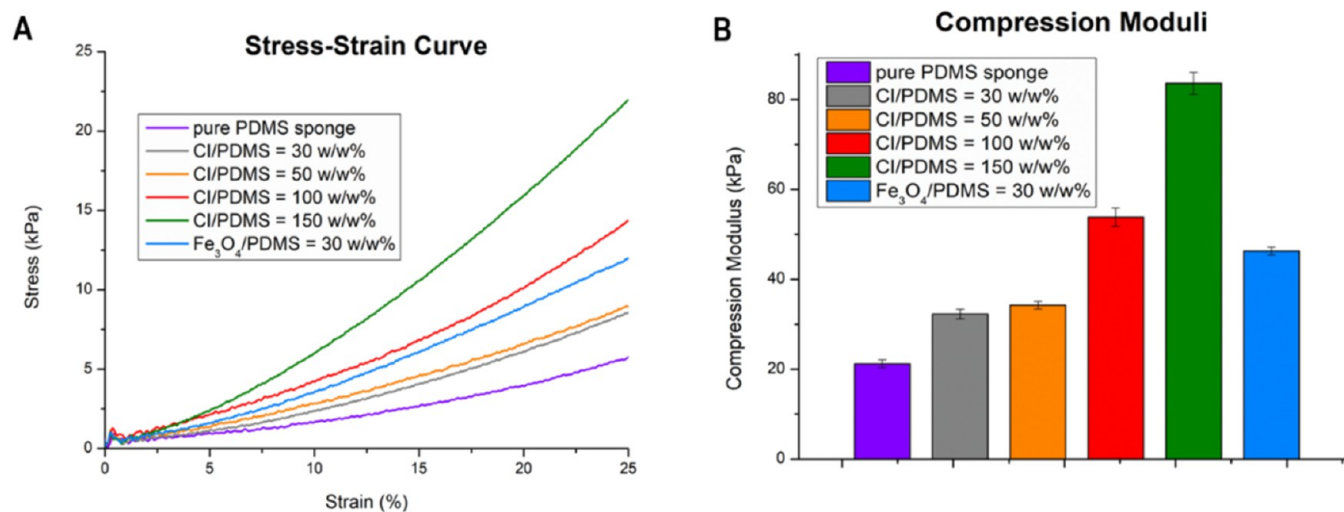 A
Stress-Strain Curve
25
20
15
10
5
0
Stress (kPa)
pure PDMS sponge
CI/PDMS = 30 w/w%
CI/PDMS = 50 w/w%
CI/PDMS = 100 w/w%
CI/PDMS = 150 w/w%
Fe₃O₄/PDMS = 30 w/w%
0 5 10 15 20 25
Strain (%)
B
Compression Moduli
80
60
40
20
0
Compression Modulus (kPa)
pure PDMS sponge
CI/PDMS = 30 w/w%
CI/PDMS = 50 w/w%
CI/PDMS = 100 w/w%
CI/PDMS = 150 w/w%
Fe₃O₄/PDMS = 30 w/w%